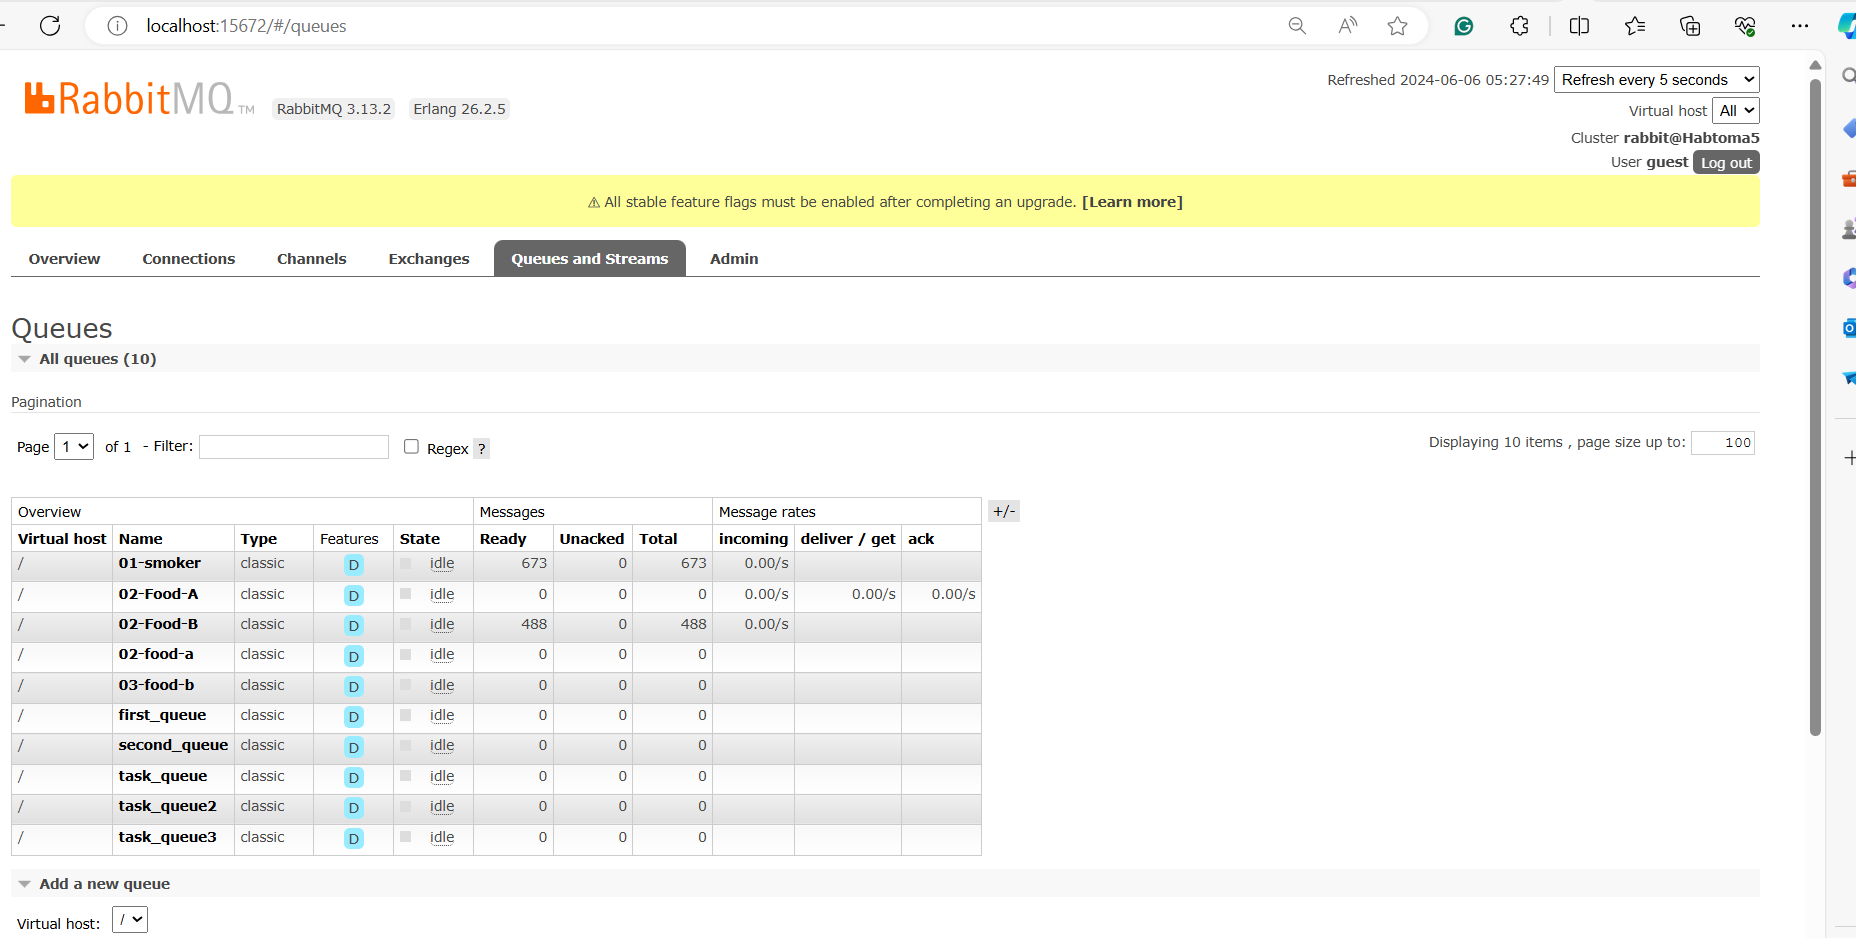 localhost:15672/#/queues
RabbitMQ TM RabbitMQ 3.13.2 Erlang 26.2.5
Refreshed 2024-06-06 05:27:49 Refresh every 5 seconds
Virtual host All
Cluster rabbit@Habtoma5
User guest Log out
⚠ All stable feature flags must be enabled after completing an upgrade. [Learn more]
Overview Connections Channels Exchanges Queues and Streams Admin
Queues
All queues (10)
Pagination
Page 1 of 1 - Filter: Regex ? Displaying 10 items , page size up to: 100
Overview Messages Message rates +/-
Virtual host Name Type Features State Ready Unacked Total incoming deliver / get ack
/ 01-smoker classic D idle 673 0 673 0.00/s
/ 02-Food-A classic D idle 0 0 0 0.00/s 0.00/s 0.00/s
/ 02-Food-B classic D idle 488 0 488 0.00/s
/ 02-food-a classic D idle 0 0 0
/ 03-food-b classic D idle 0 0 0
/ first_queue classic D idle 0 0 0
/ second_queue classic D idle 0 0 0
/ task_queue classic D idle 0 0 0
/ task_queue2 classic D idle 0 0 0
/ task_queue3 classic D idle 0 0 0
Add a new queue
Virtual host: /